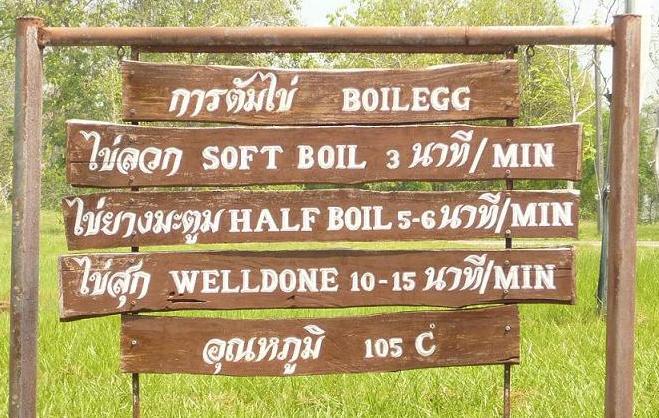 การต้มไข่ BOILEGG
ไข่ลวก SOFT BOIL 3 นาที/MIN
ไข่ยางมะตูม HALF BOIL 5-6 นาที/MIN
ไข่สุก WELLDONE 10-15 นาที/MIN
อุณหภูมิ 105 °C